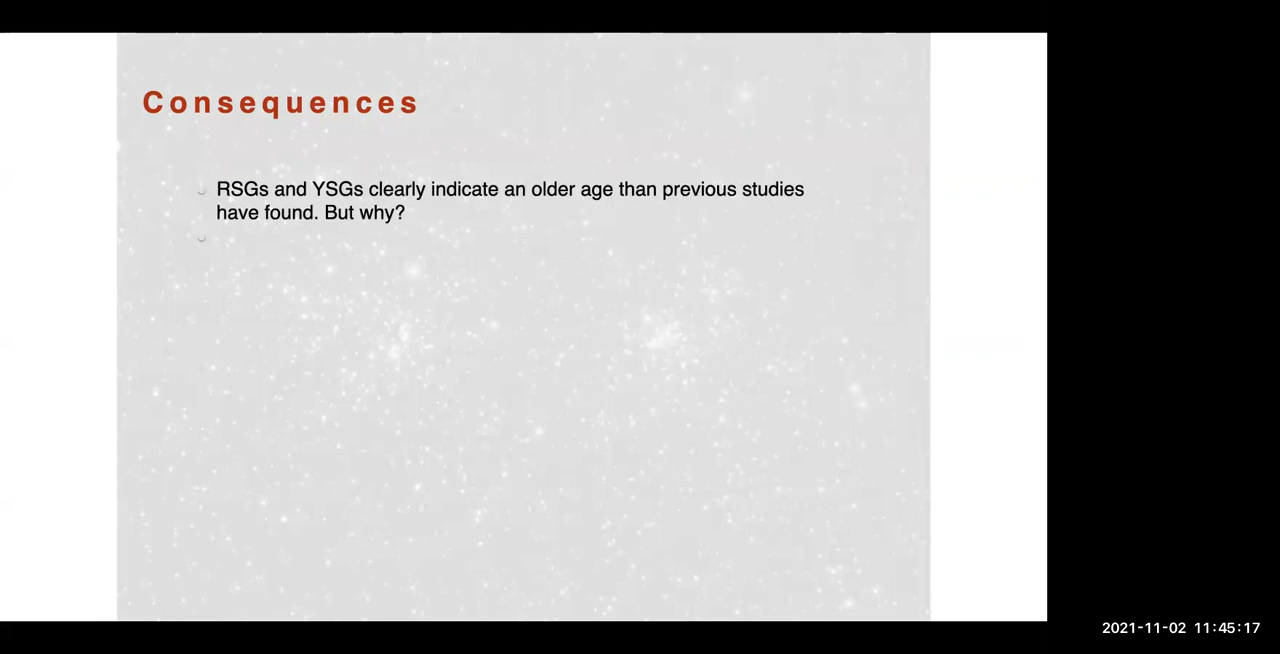 Consequences
RSGs and YSGs clearly indicate an older age than previous studies
have found. But why?
2021-11-02 11:45:17